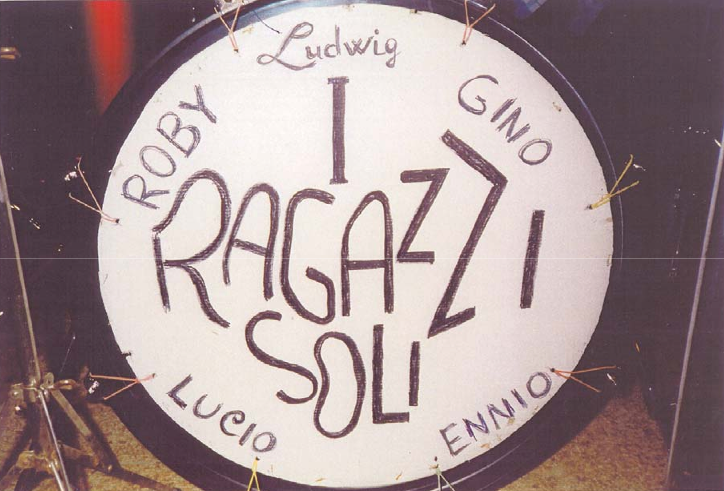 Ludwig
ROBY
GINO
I
RAGAZZI
SOLI
LUCIO
ENNIO